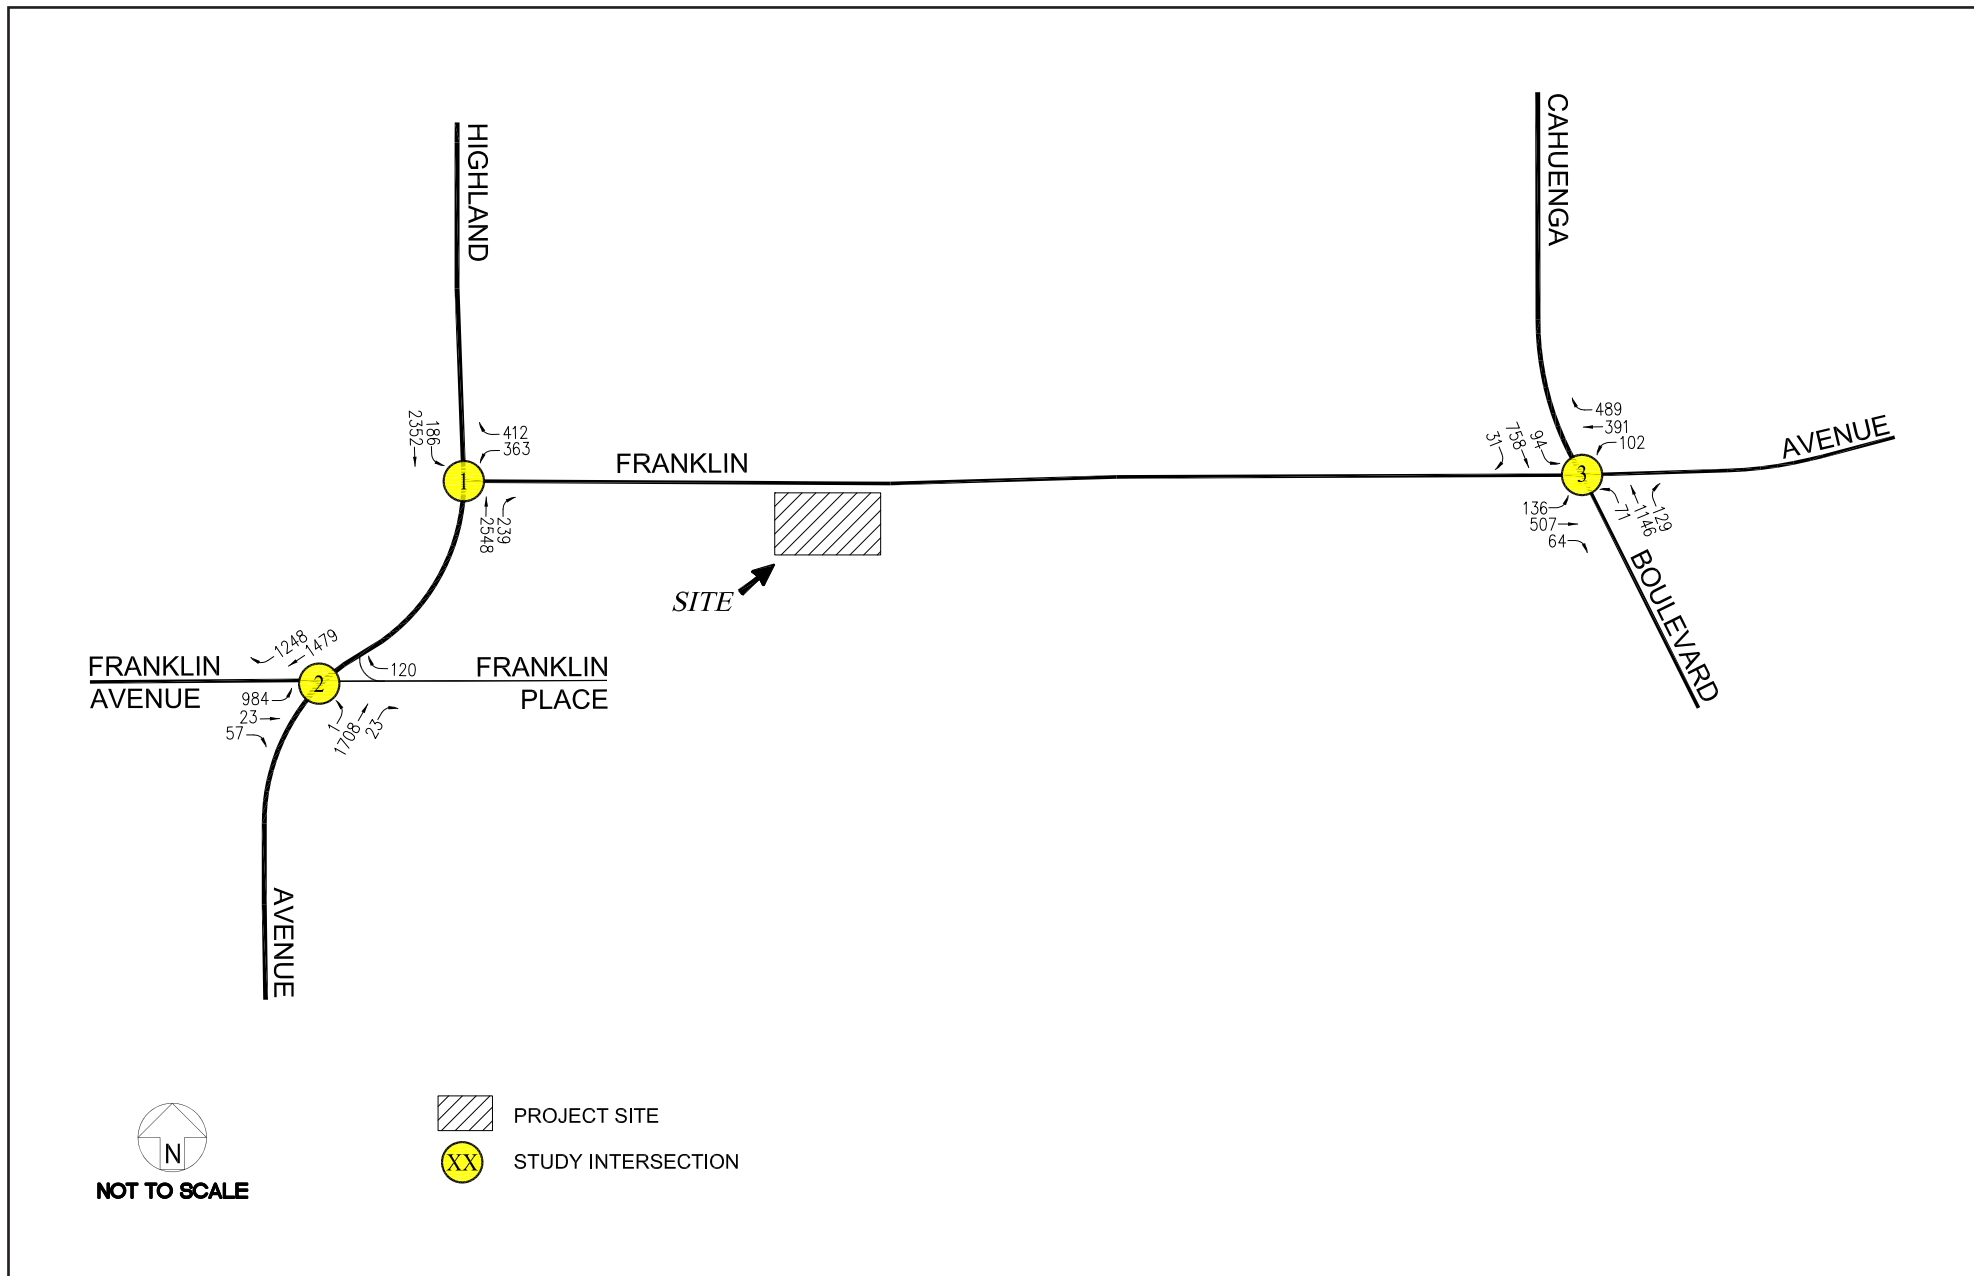 HIGHLAND
CAHUENGA
2352
186
412
363
FRANKLIN
1
239
2548
31
758
94
489
391
102
3
AVENUE
136
507
64
71
1146
129
BOULEVARD
SITE
1248
1479
FRANKLIN
AVENUE
2
120
FRANKLIN
PLACE
984
23
57
1
1708
23
AVENUE
N
NOT TO SCALE
PROJECT SITE
XX
STUDY INTERSECTION